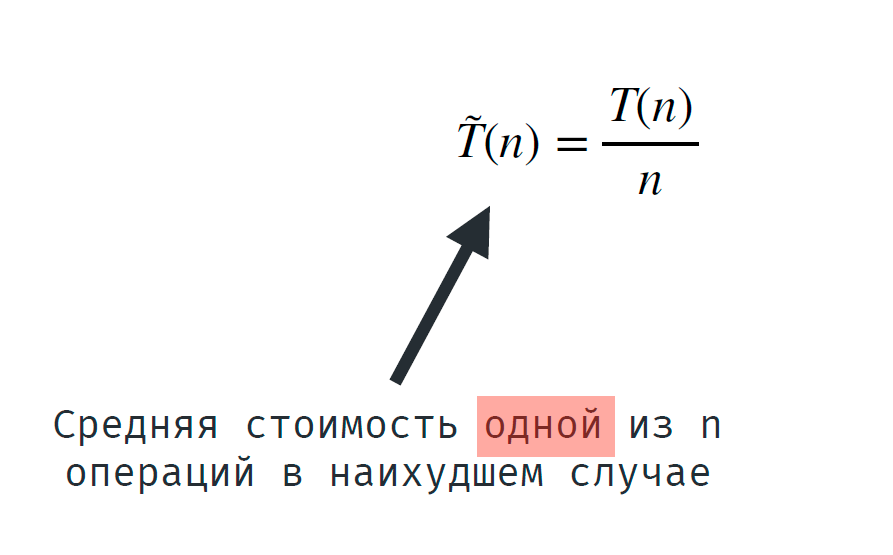 T̃(n) = T(n)/n
Средняя стоимость одной из n
операций в наихудшем случае